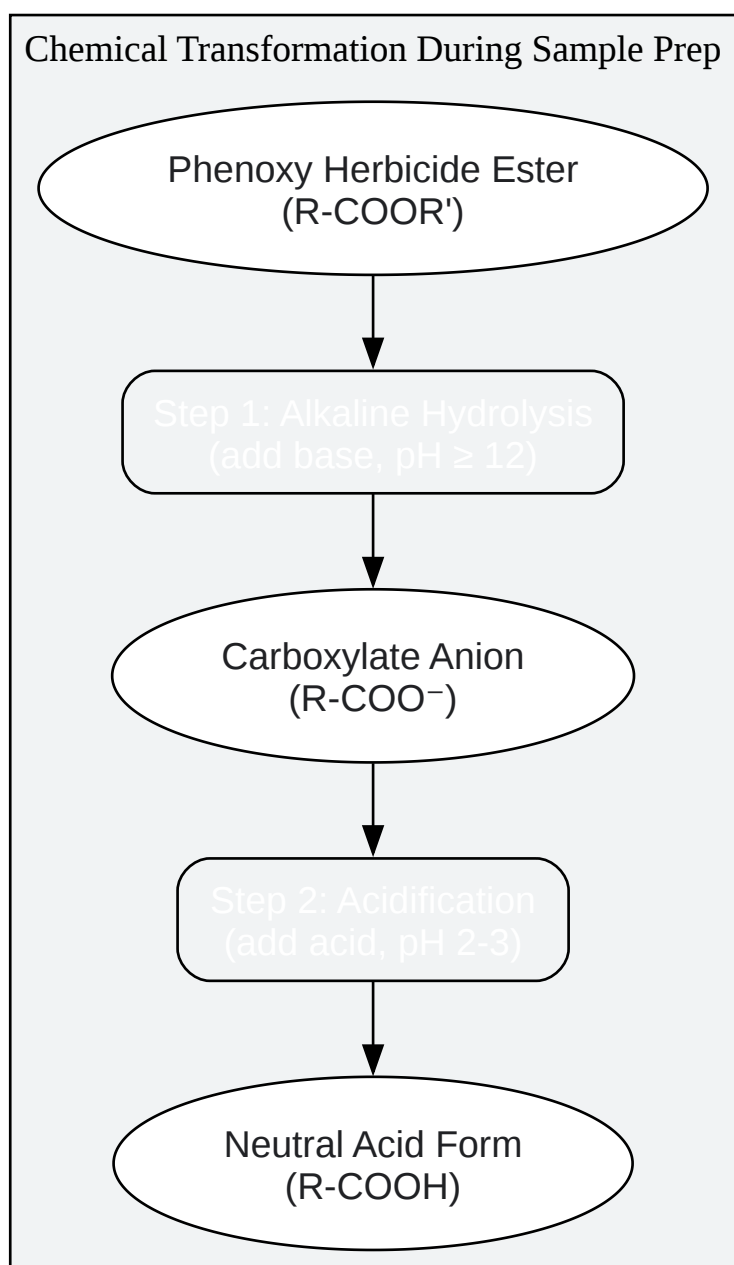 Chemical Transformation During Sample Prep
Phenoxy Herbicide Ester
(R-COOR')
Step 1: Alkaline Hydrolysis
(add base, pH ≥ 12)
Carboxylate Anion
(R-COO⁻)
Step 2: Acidification
(add acid, pH 2-3)
Neutral Acid Form
(R-COOH)